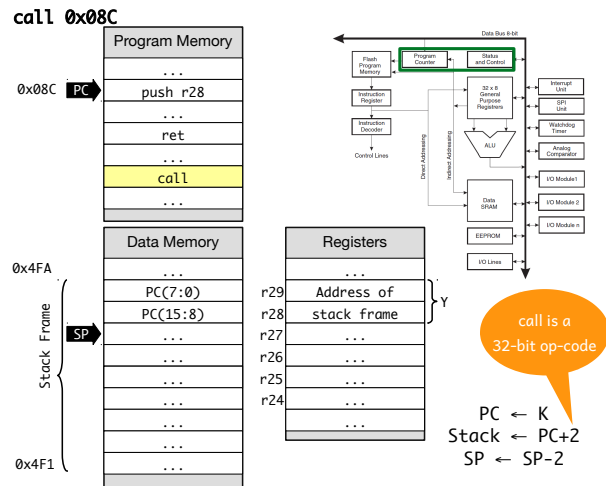 call 0x08C
Program Memory
...
0x08C PC push r28
...
ret
...
call
...
Data Memory
0x4FA ...
PC(7:0)
PC(15:8)
SP ...
...
...
...
...
0x4F1 ...
Stack Frame
Registers
...
r29 Address of
r28 stack frame
Y
r27 ...
r26 ...
r25 ...
r24 ...
...
Data Bus 8-bit
Flash
Program
Memory
Program
Counter
Status
and Control
Instruction
Register
Instruction
Decoder
Control Lines
Direct Addressing
Indirect Addressing
32 x 8
General
Purpose
Registrers
ALU
Data
SRAM
EEPROM
I/O Lines
Interrupt
Unit
SPI
Unit
Watchdog
Timer
Analog
Comparator
I/O Module1
I/O Module 2
I/O Module n
call is a
32-bit op-code
PC ← K
Stack ← PC+2
SP ← SP-2